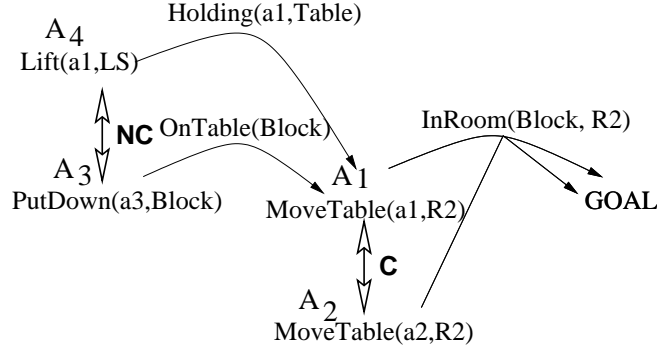 Holding(a1,Table)
A4
Lift(a1,LS)
NC
OnTable(Block)
InRoom(Block, R2)
A3
PutDown(a3,Block)
A1
MoveTable(a1,R2)
GOAL
C
A2
MoveTable(a2,R2)